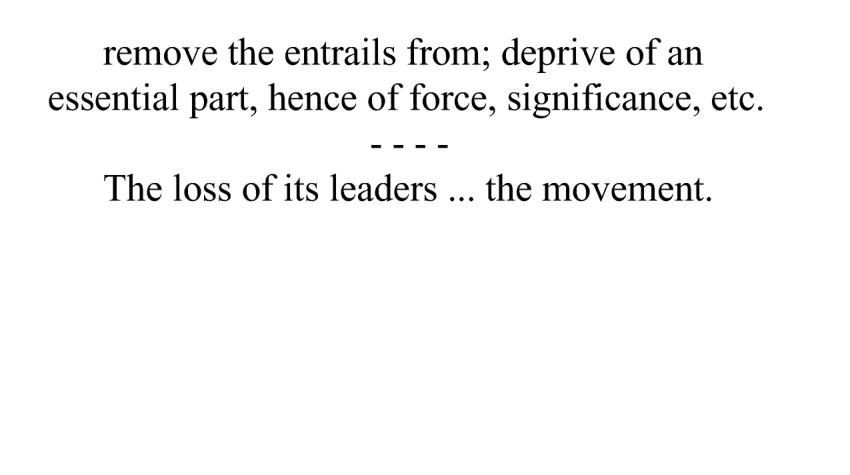 remove the entrails from; deprive of an
essential part, hence of force, significance, etc.
- - - -
The loss of its leaders ... the movement.